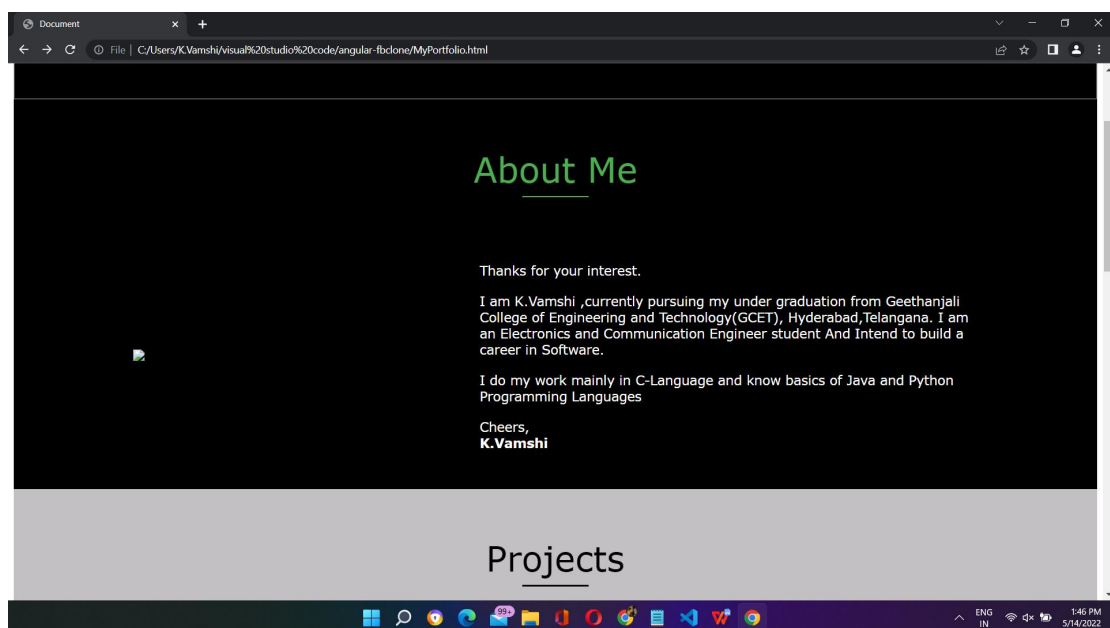 Document
File | C:/Users/K.Vamshi/visual%20studio%20code/angular-fbclone/MyPortfolio.html
About Me
Thanks for your interest.
I am K.Vamshi ,currently pursuing my under graduation from Geethanjali
College of Engineering and Technology(GCET), Hyderabad,Telangana. I am
an Electronics and Communication Engineer student And Intend to build a
career in Software.
I do my work mainly in C-Language and know basics of Java and Python
Programming Languages
Cheers,
K.Vamshi
Projects
99+
ENG
IN
1:46 PM
5/14/2022